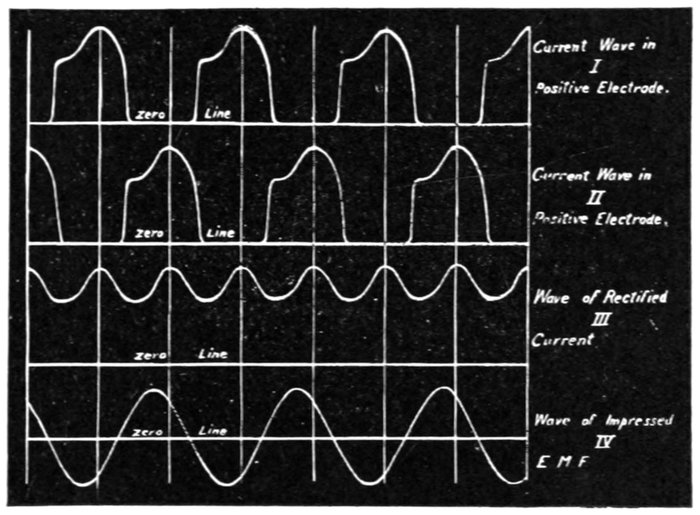 Current Wave in
I
Positive Electrode.
Zero Line
Current Wave in
II
Positive Electrode.
Zero Line
Wave of Rectified
III
Current
Zero Line
Wave of Impressed
IV
E M F
Zero Line